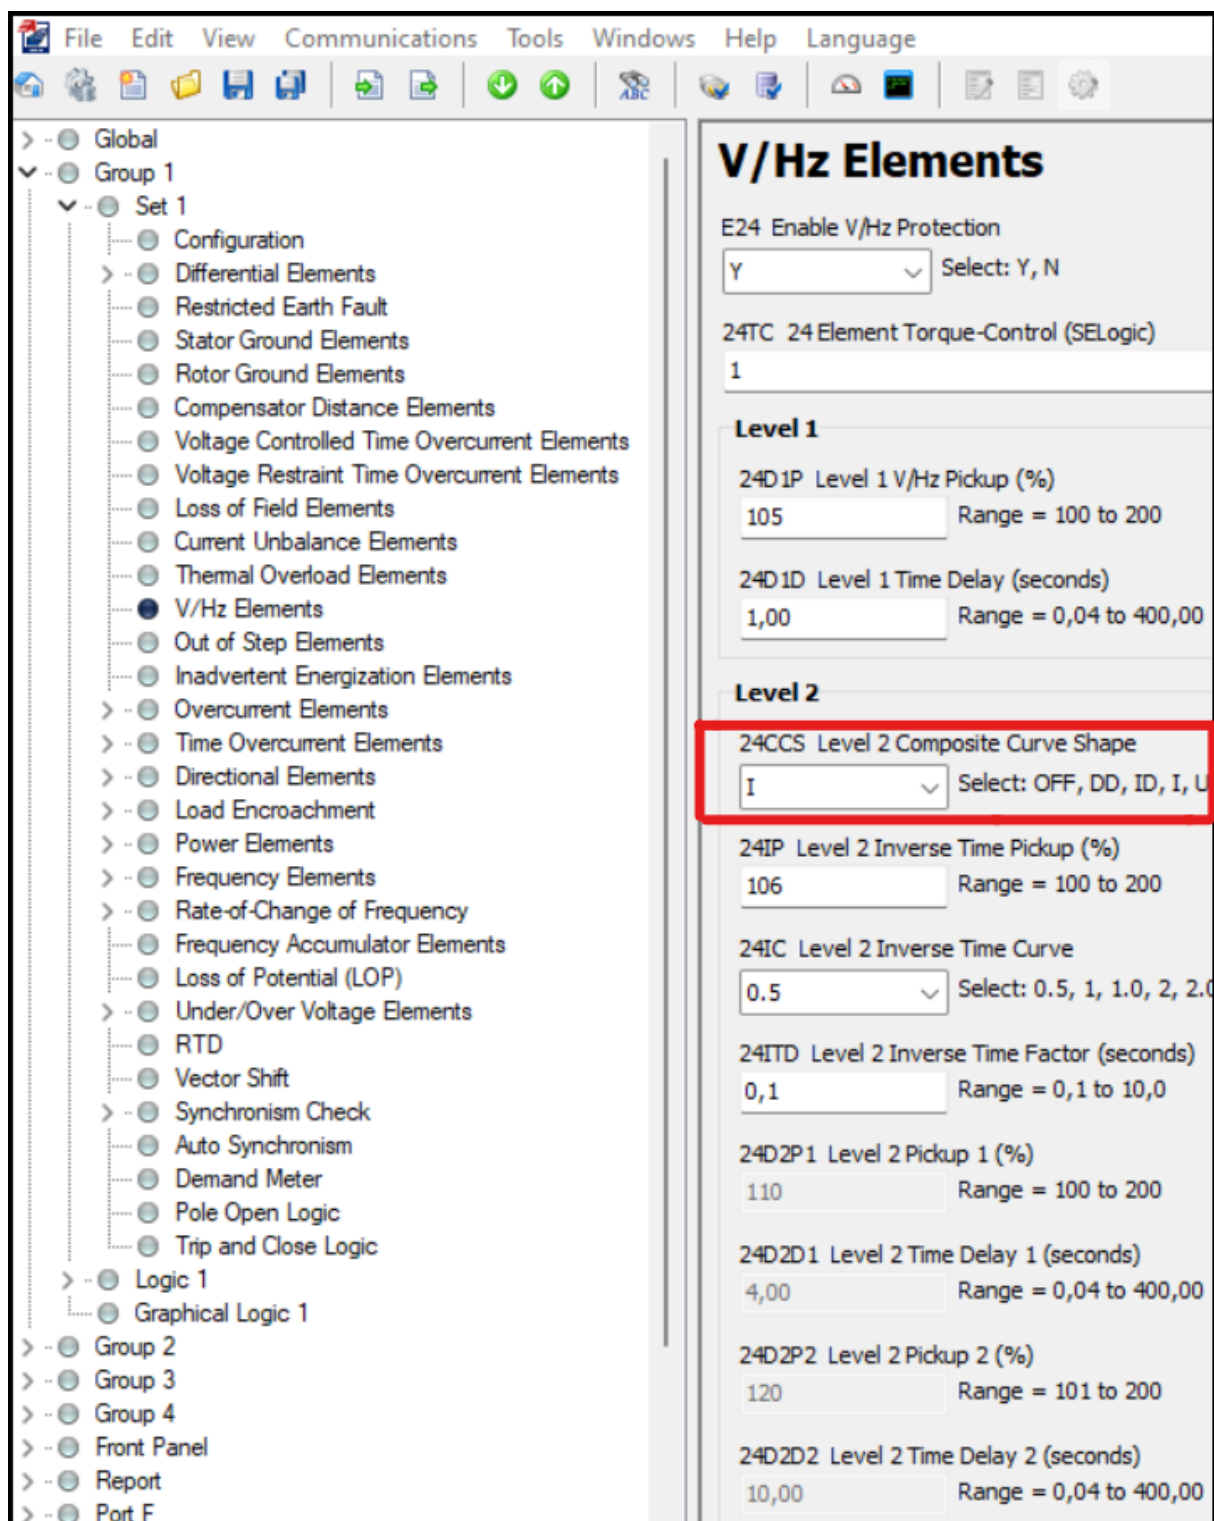 File Edit View Communications Tools Windows Help Language
ABC
Global
Group 1
Set 1
Configuration
Differential Elements
Restricted Earth Fault
Stator Ground Elements
Rotor Ground Elements
Compensator Distance Elements
Voltage Controlled Time Overcurrent Elements
Voltage Restraint Time Overcurrent Elements
Loss of Field Elements
Current Unbalance Elements
Thermal Overload Elements
V/Hz Elements
Out of Step Elements
Inadvertent Energization Elements
Overcurrent Elements
Time Overcurrent Elements
Directional Elements
Load Encroachment
Power Elements
Frequency Elements
Rate-of-Change of Frequency
Frequency Accumulator Elements
Loss of Potential (LOP)
Under/Over Voltage Elements
RTD
Vector Shift
Synchronism Check
Auto Synchronism
Demand Meter
Pole Open Logic
Trip and Close Logic
Logic 1
Graphical Logic 1
Group 2
Group 3
Group 4
Front Panel
Report
Port F
V/Hz Elements
E24 Enable V/Hz Protection
Y Select: Y, N
24TC 24 Element Torque-Control (SELogic)
1
Level 1
24D1P Level 1 V/Hz Pickup (%)
105 Range = 100 to 200
24D1D Level 1 Time Delay (seconds)
1,00 Range = 0,04 to 400,00
Level 2
24CCS Level 2 Composite Curve Shape
I Select: OFF, DD, ID, I, U
24IP Level 2 Inverse Time Pickup (%)
106 Range = 100 to 200
24IC Level 2 Inverse Time Curve
0.5 Select: 0.5, 1, 1.0, 2, 2.0
24ITD Level 2 Inverse Time Factor (seconds)
0,1 Range = 0,1 to 10,0
24D2P1 Level 2 Pickup 1 (%)
110 Range = 100 to 200
24D2D1 Level 2 Time Delay 1 (seconds)
4,00 Range = 0,04 to 400,00
24D2P2 Level 2 Pickup 2 (%)
120 Range = 101 to 200
24D2D2 Level 2 Time Delay 2 (seconds)
10,00 Range = 0,04 to 400,00